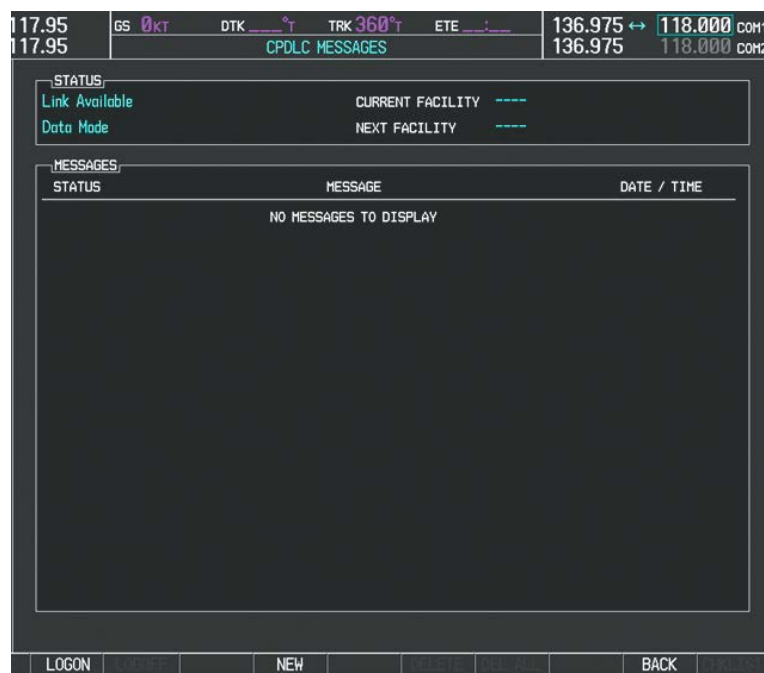 117.95 GS 0KT DTK ___°T TRK 360°T ETE __:__ 136.975 ↔ 118.000 COM1
117.95 CPDLC MESSAGES 136.975 118.000 COM2
STATUS
Link Available CURRENT FACILITY ----
Data Mode NEXT FACILITY ----
MESSAGES
STATUS MESSAGE DATE / TIME
NO MESSAGES TO DISPLAY
LOGON LOGOFF NEW DELETE DEL ALL BACK CHKLIST